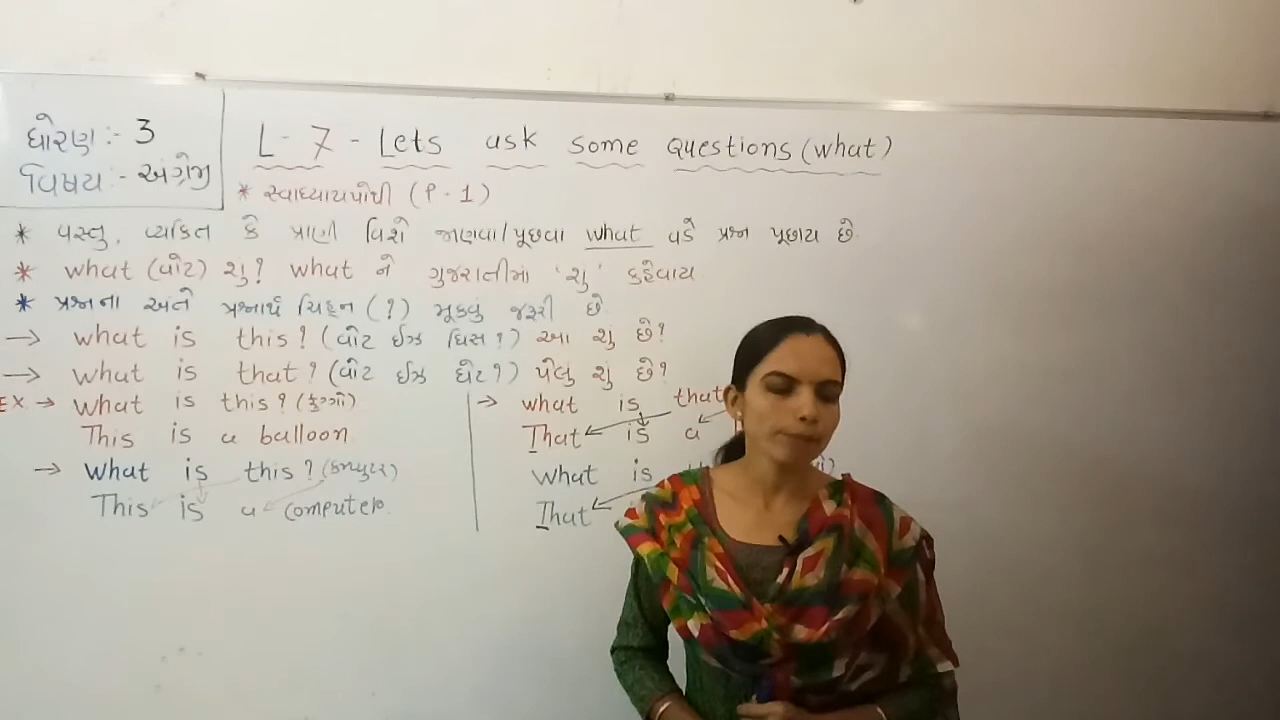 ધોરણ :- 3
વિષય :- અંગ્રેજી
L - 7 - Lets ask some Questions (what)
* સ્વાધ્યાયપોથી (P - 1)
* વસ્તુ, વ્યકિત કે પ્રાણી વિશે જાણવા/પૂછવા what વડે પ્રશ્ન પૂછાય છે
* what (વોટ) શું? what ને ગુજરાતીમાં 'શું' કહેવાય
* પ્રશ્નના અંતે પ્રશ્નાર્થ ચિહ્ન (?) મૂકવું જરૂરી છે
→ what is this? (વોટ ઈઝ ધિસ ?) આ શું છે?
→ what is that? (વોટ ઈઝ ધેટ ?) પેલું શું છે?
EX. → what is this? (ફુગ્ગો)
This is a balloon
→ what is this? (કમ્પ્યુટર)
This is a computer.
→ what is that
That is a
what is
That